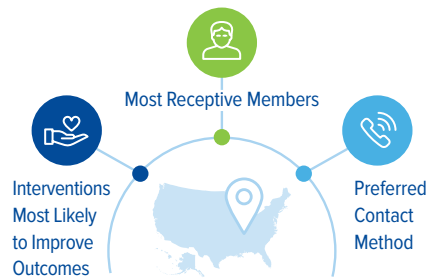 Most Receptive Members
Interventions
Most Likely
to Improve
Outcomes
Preferred
Contact
Method